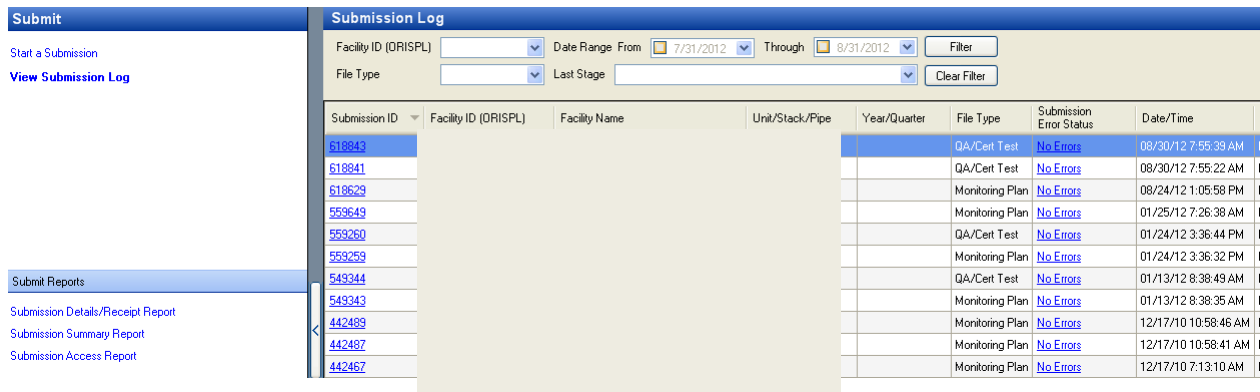 Submit
Start a Submission
View Submission Log
Submit Reports
Submission Details/Receipt Report
Submission Summary Report
Submission Access Report
Submission Log
Facility ID (ORISPL) Date Range From 7/31/2012 Through 8/31/2012 Filter
File Type Last Stage Clear Filter
Submission ID Facility ID (ORISPL) Facility Name Unit/Stack/Pipe Year/Quarter File Type Submission Error Status Date/Time
618843 QA/Cert Test No Errors 08/30/12 7:55:39 AM
618841 QA/Cert Test No Errors 08/30/12 7:55:22 AM
618629 Monitoring Plan No Errors 08/24/12 1:05:58 PM
559649 Monitoring Plan No Errors 01/25/12 7:26:38 AM
559260 QA/Cert Test No Errors 01/24/12 3:36:44 PM
559259 Monitoring Plan No Errors 01/24/12 3:36:32 PM
549344 QA/Cert Test No Errors 01/13/12 8:38:49 AM
549343 Monitoring Plan No Errors 01/13/12 8:38:35 AM
442489 Monitoring Plan No Errors 12/17/10 10:58:46 AM
442487 Monitoring Plan No Errors 12/17/10 10:58:41 AM
442467 Monitoring Plan No Errors 12/17/10 7:13:10 AM